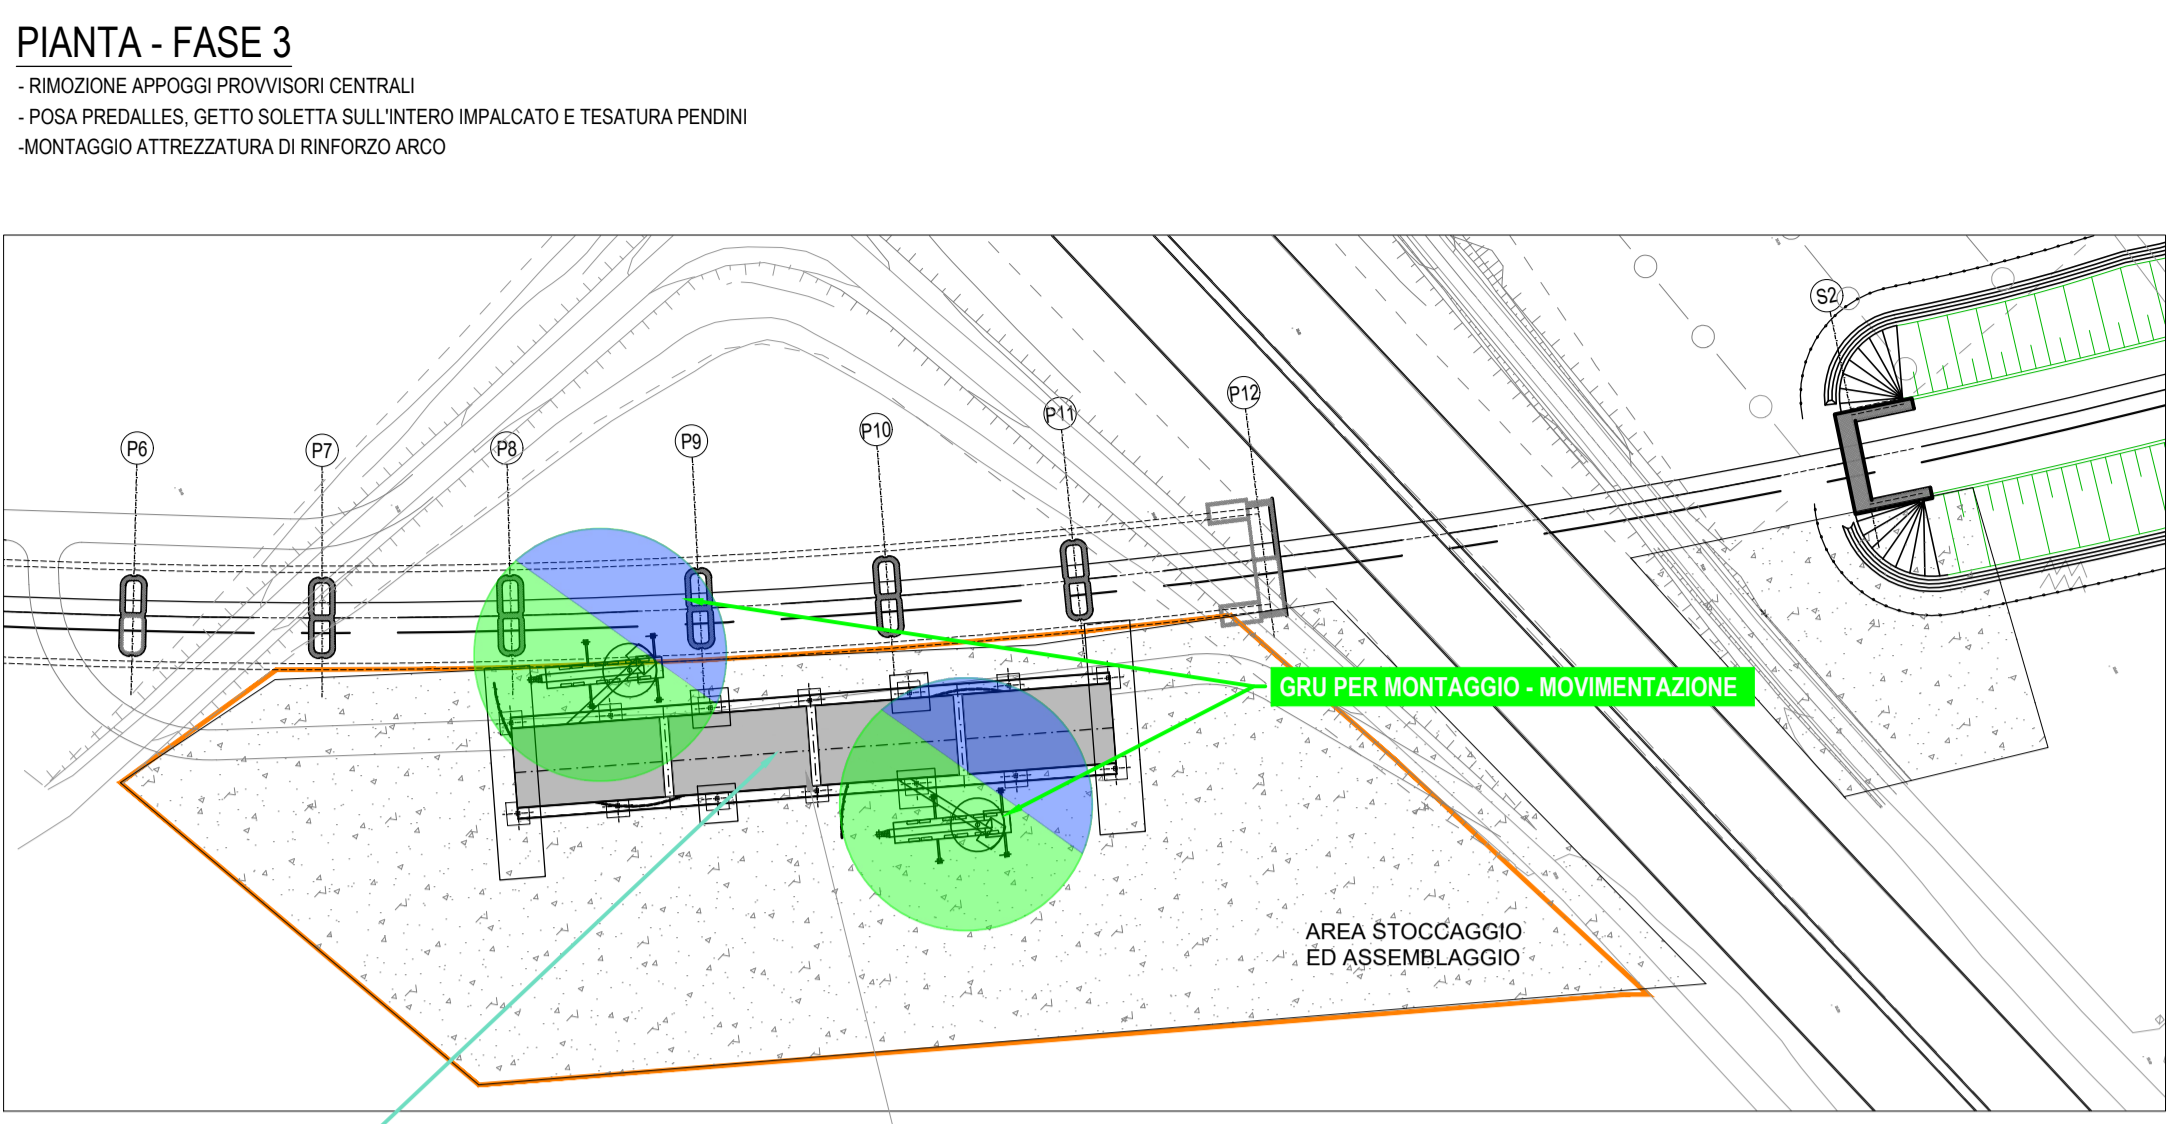 PIANTA - FASE 3
- RIMOZIONE APPOGGI PROVVISORI CENTRALI
- POSA PREDALLES, GETTO SOLETTA SULL'INTERO IMPALCATO E TESATURA PENDINI
-MONTAGGIO ATTREZZATURA DI RINFORZO ARCO
S2
P12
P11
P10
P9
P8
P7
P6
GRU PER MONTAGGIO - MOVIMENTAZIONE
AREA STOCCAGGIO
ED ASSEMBLAGGIO